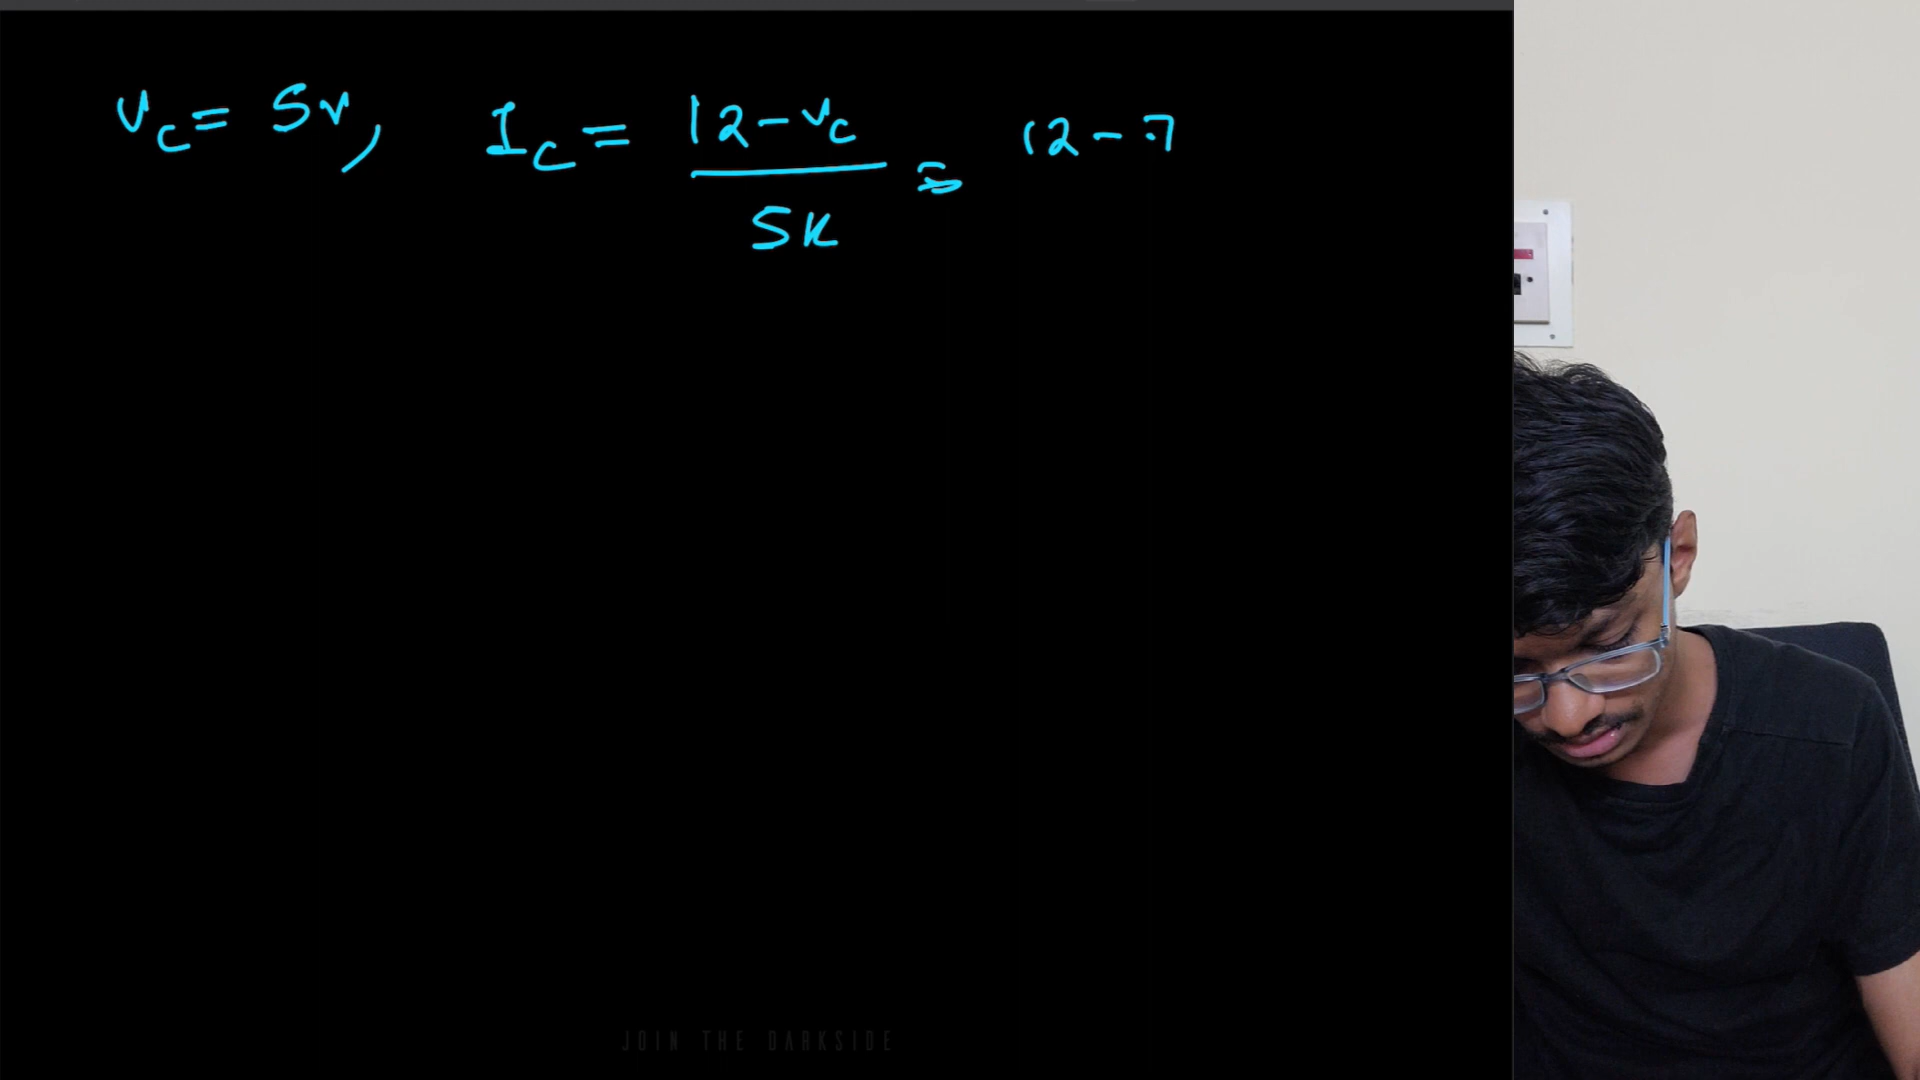 Vc = 5V, Ic = 12-Vc / 5k = 12-7
JOIN THE DARKSIDE